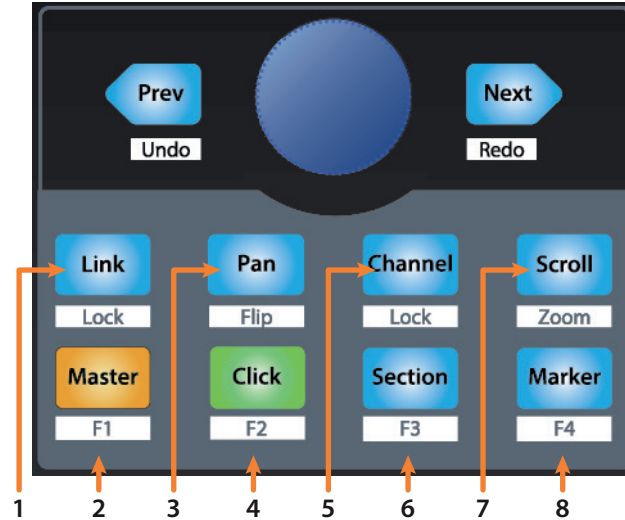 Prev Next
Undo Redo
Link Pan Channel Scroll
Lock Flip Lock Zoom
Master Click Section Marker
F1 F2 F3 F4
1 2 3 4 5 6 7 8